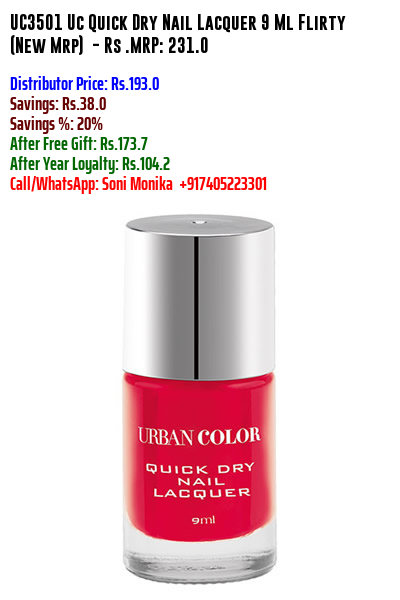 UC3501 Uc Quick Dry Nail Lacquer 9 Ml Flirty
(New Mrp) - Rs .MRP: 231.0
Distributor Price: Rs.193.0
Savings: Rs.38.0
Savings %: 20%
After Free Gift: Rs.173.7
After Year Loyalty: Rs.104.2
Call/WhatsApp: Soni Monika +917405223301
URBAN COLOR
QUICK DRY
NAIL
LACQUER
9ml